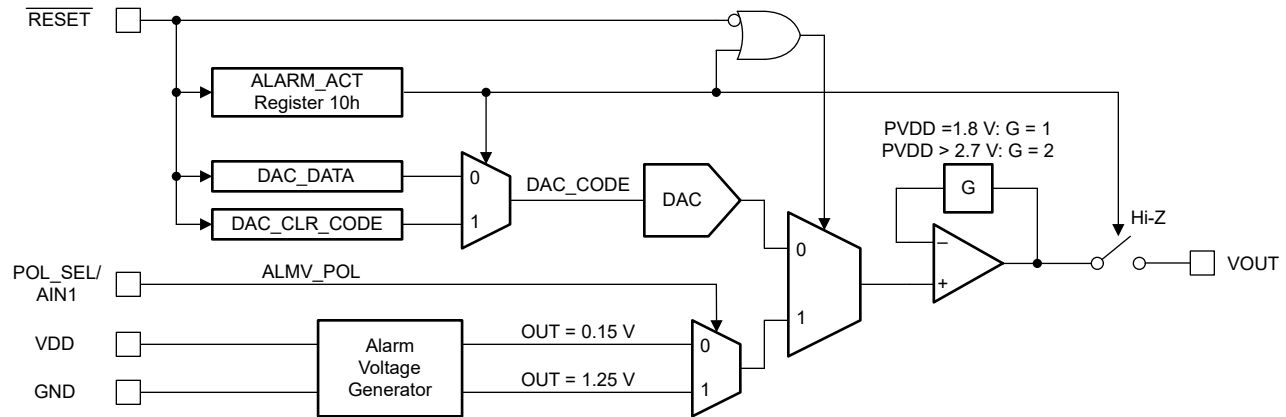 RESET
ALARM_ACT
Register 10h
PVDD =1.8 V: G = 1
PVDD > 2.7 V: G = 2
DAC_DATA
0
DAC_CODE
DAC
G
DAC_CLR_CODE
1
Hi-Z
0
–
+
VOUT
POL_SEL/
AIN1
ALMV_POL
1
VDD
GND
Alarm
Voltage
Generator
OUT = 0.15 V
0
OUT = 1.25 V
1